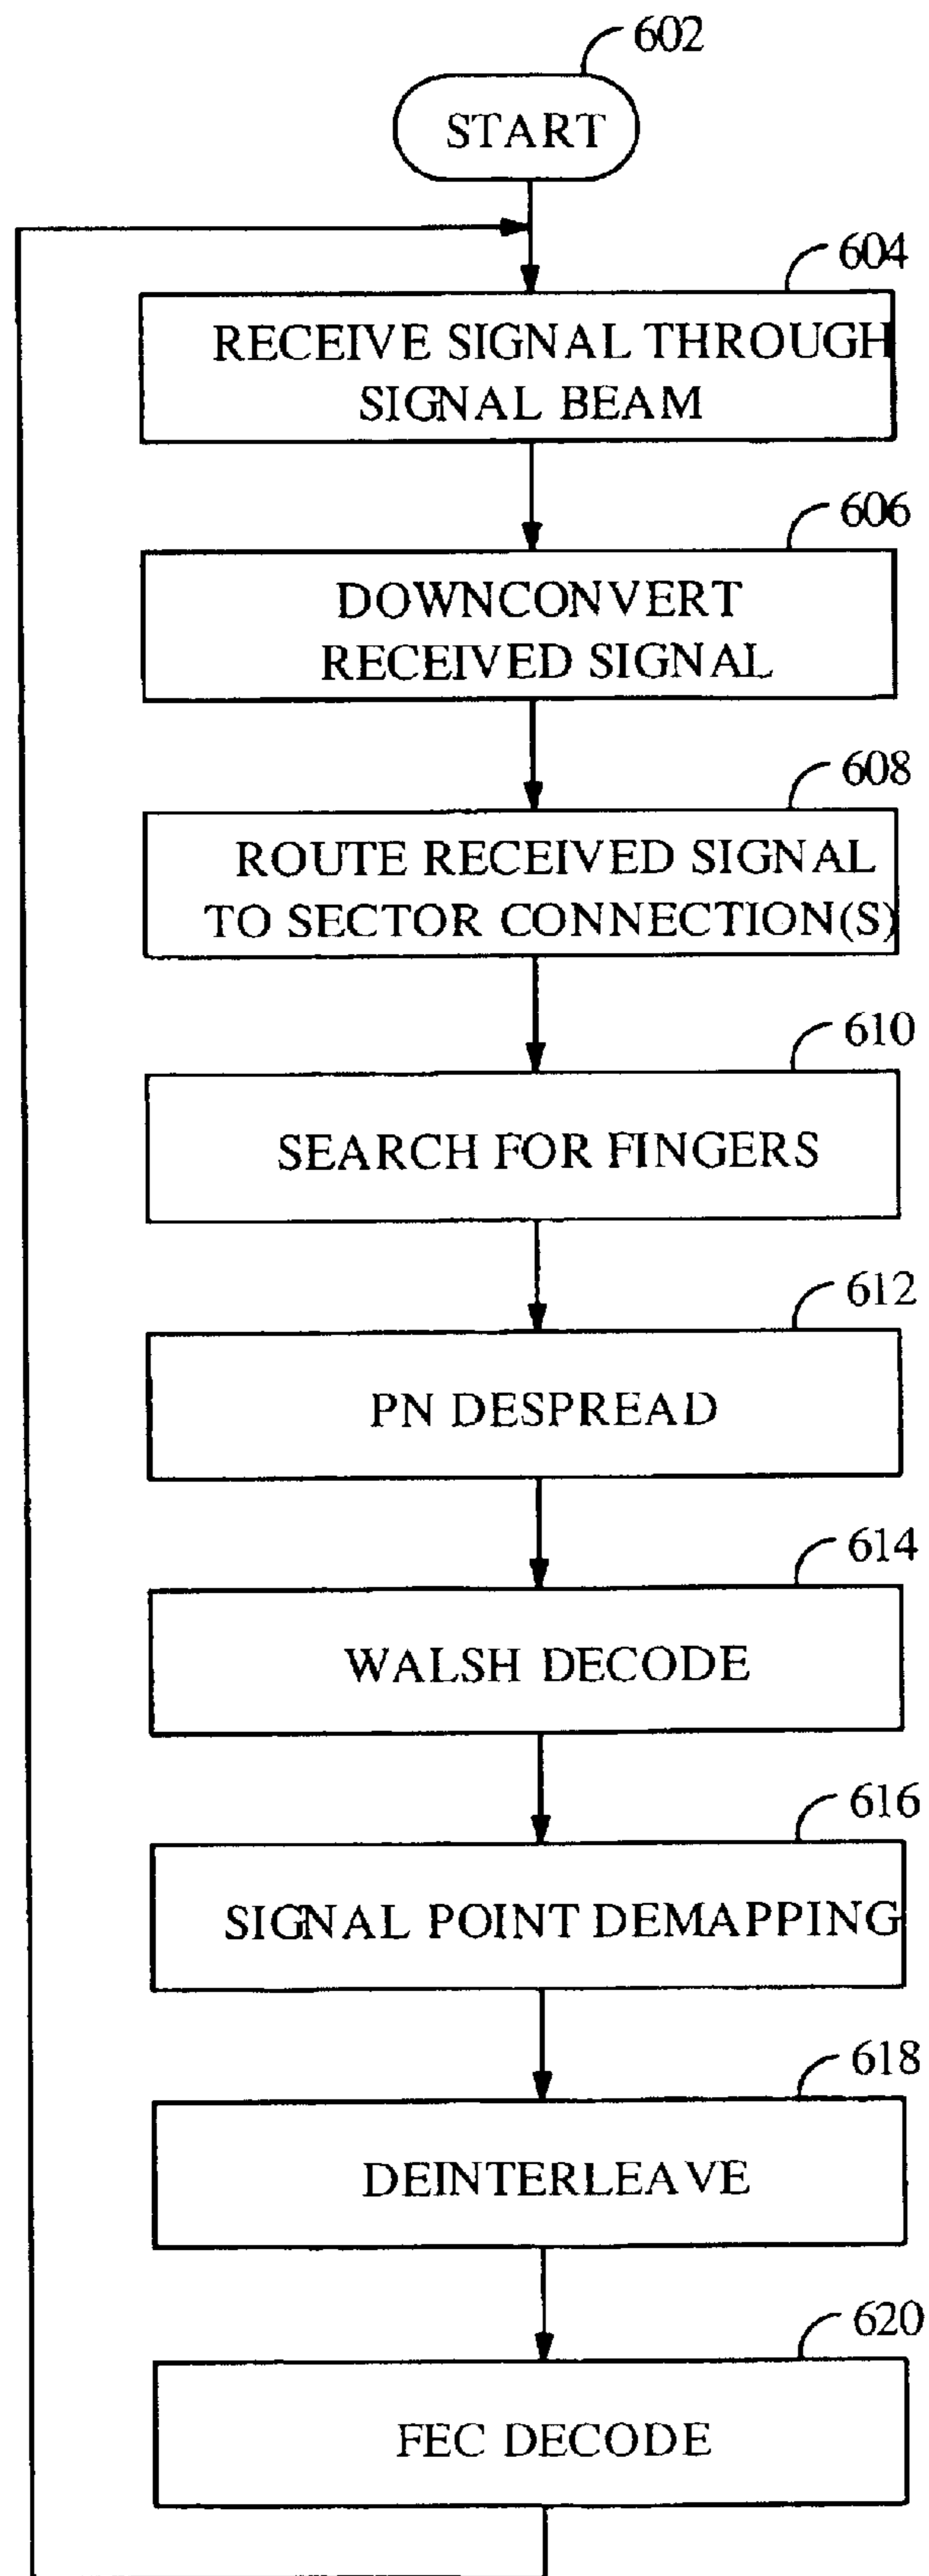 602
START
604
RECEIVE SIGNAL THROUGH
SIGNAL BEAM
606
DOWNCONVERT
RECEIVED SIGNAL
608
ROUTE RECEIVED SIGNAL
TO SECTOR CONNECTION(S)
610
SEARCH FOR FINGERS
612
PN DESPREAD
614
WALSH DECODE
616
SIGNAL POINT DEMAPPING
618
DEINTERLEAVE
620
FEC DECODE